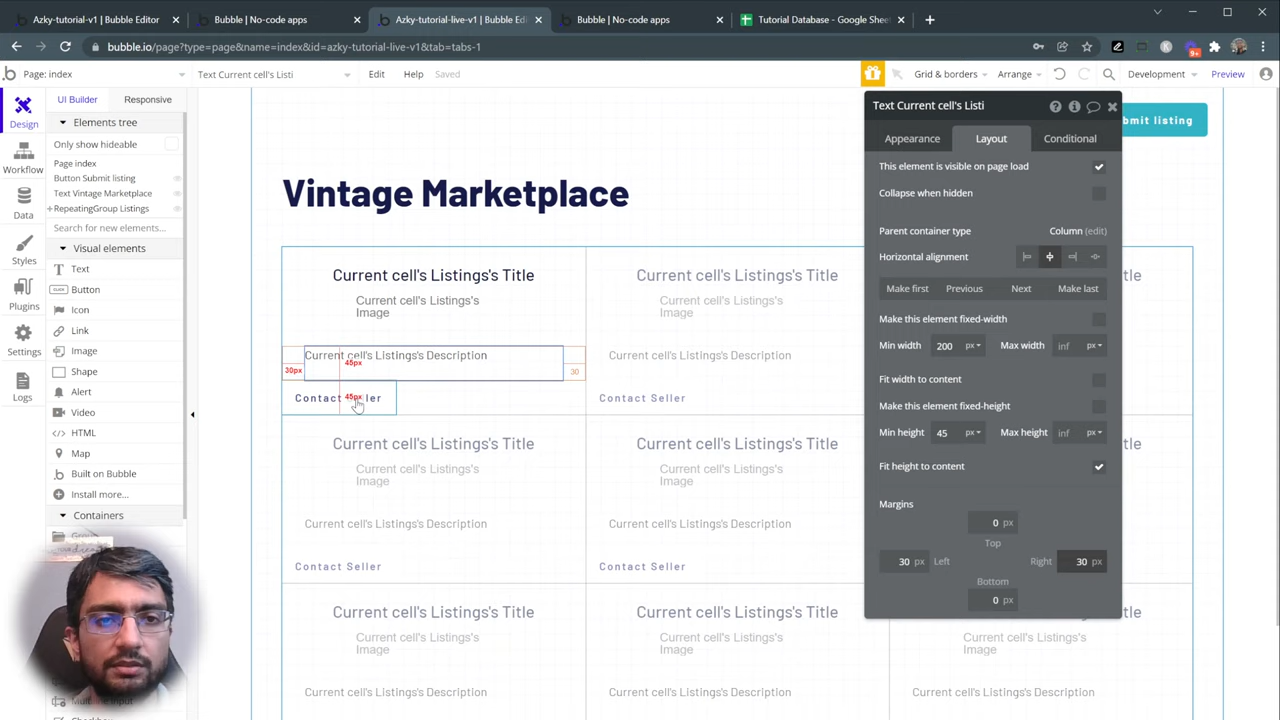 Azky-tutorial-v1 | Bubble Editor
Bubble | No-code apps
Azky-tutorial-live-v1 | Bubble Edi
Bubble | No-code apps
Tutorial Database - Google Shee
bubble.io/page?type=page&name=index&id=azky-tutorial-live-v1&tab=tabs-1
9+
Page: index
Text Current cell's Listi
Edit
Help
Saved
Grid & borders
Arrange
Development
Preview
UI Builder
Responsive
Design
Workflow
Data
Styles
Plugins
Settings
Logs
Elements tree
Only show hideable
Page index
Button Submit listing
Text Vintage Marketplace
RepeatingGroup Listings
Search for new elements...
Visual elements
Text
Button
CLICK
Icon
Link
Image
Shape
Alert
Video
HTML
Map
Built on Bubble
Install more...
Containers
Multiline Input
Vintage Marketplace
bmit listing
Current cell's Listings's Title
Current cell's Listings's Title
s Title
Current cell's Listings's
Image
Current cell's Listings's
Image
Current cell's Listings's Description
Current cell's Listings's Description
45px
30px
30
Contact Seller
45px
Contact Seller
Current cell's Listings's Title
Current cell's Listings's Title
Current cell's Listings's
Image
Current cell's Listings's
Image
Current cell's Listings's Description
Current cell's Listings's Description
Contact Seller
Contact Seller
Current cell's Listings's Title
Current cell's Listings's Title
Current cell's Listings's
Image
Current cell's Listings's
Image
Current cell's Listings's
Image
Current cell's Listings's Description
Current cell's Listings's Description
Current cell's Listings's Description
Text Current cell's Listi
Appearance
Layout
Conditional
This element is visible on page load
Collapse when hidden
Parent container type
Column (edit)
Horizontal alignment
Make first
Previous
Next
Make last
Make this element fixed-width
Min width 200 px
Max width inf px
Fit width to content
Make this element fixed-height
Min height 45 px
Max height inf px
Fit height to content
Margins
0 px
Top
30 px Left
Right 30 px
Bottom
0 px